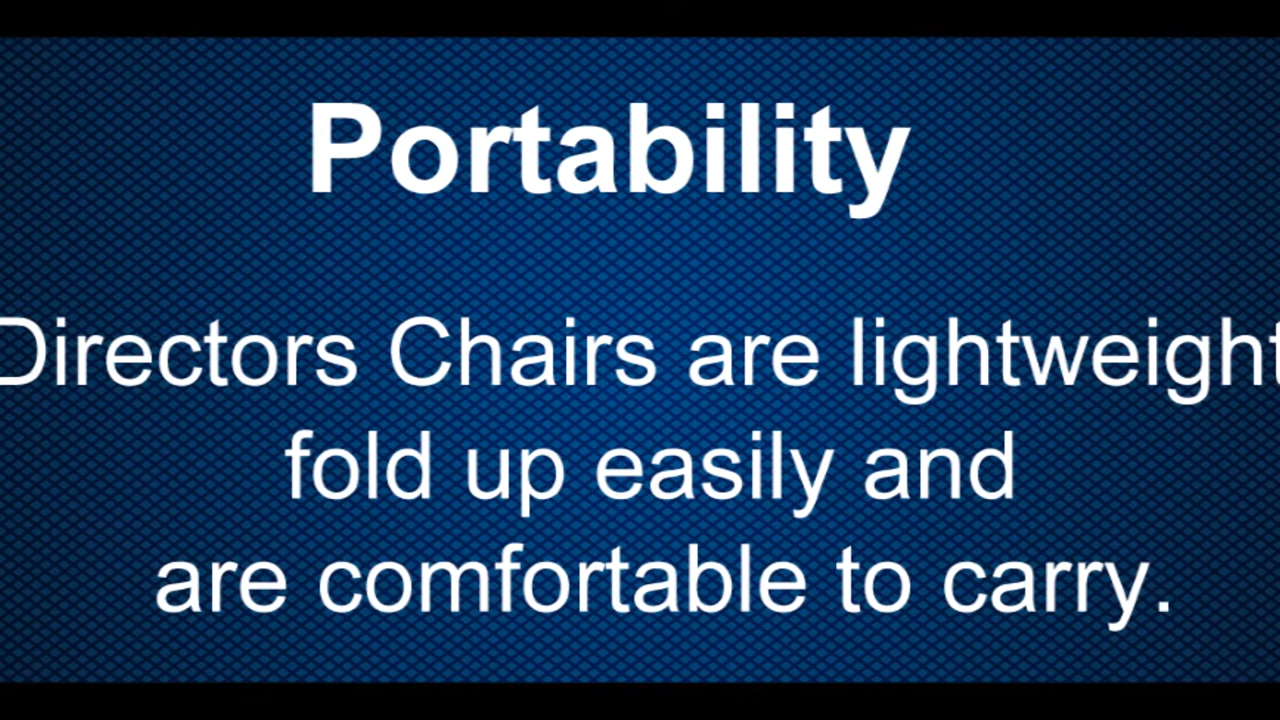 Portability
Directors Chairs are lightweight
fold up easily and
are comfortable to carry.